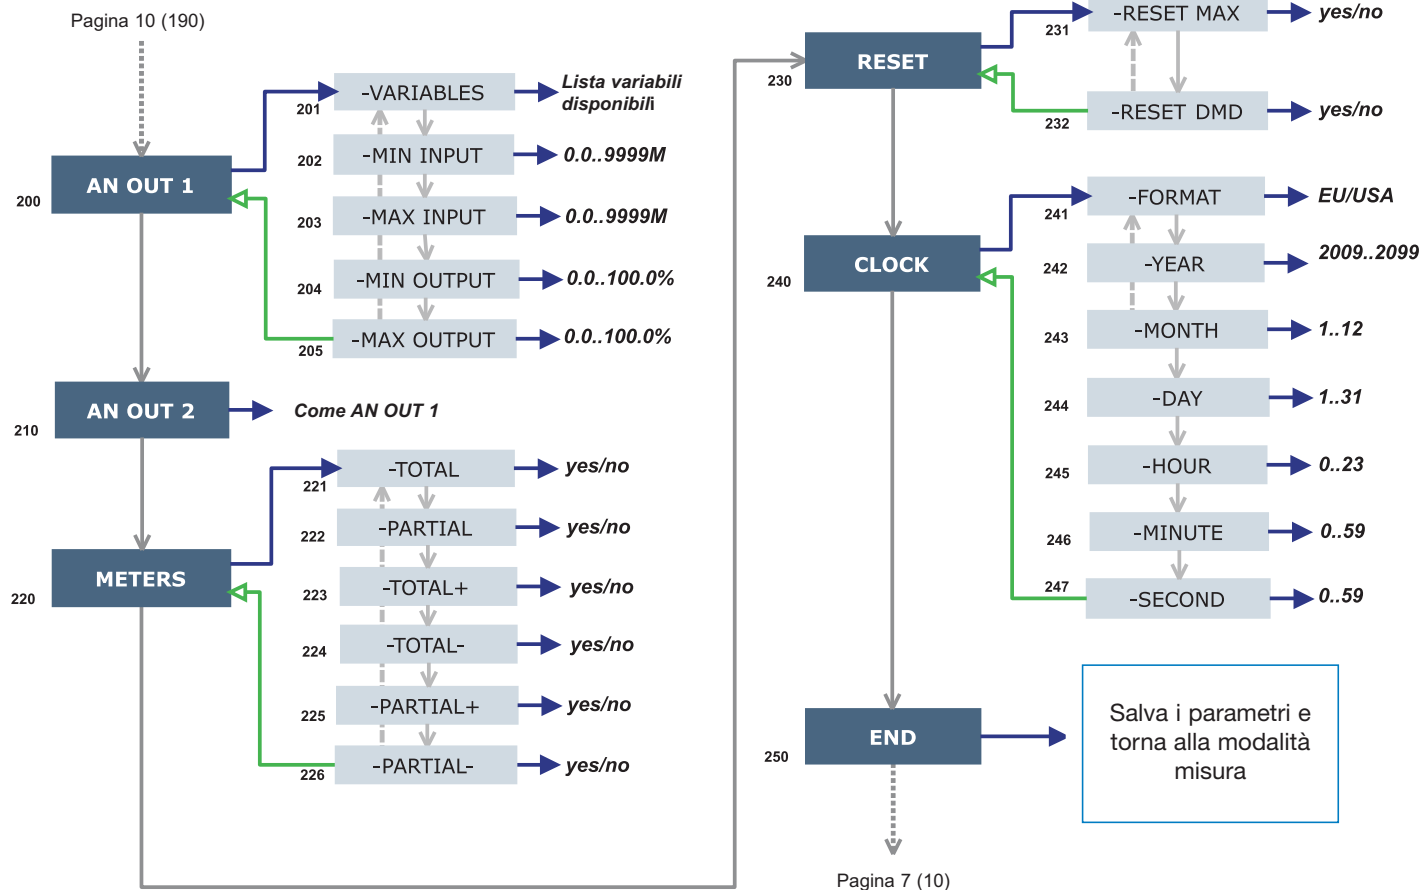 Pagina 10 (190)
200
AN OUT 1
201
-VARIABLES
Lista variabili
disponibili
202
-MIN INPUT
0.0..9999M
203
-MAX INPUT
0.0..9999M
204
-MIN OUTPUT
0.0..100.0%
205
-MAX OUTPUT
0.0..100.0%
210
AN OUT 2
Come AN OUT 1
220
METERS
221
-TOTAL
yes/no
222
-PARTIAL
yes/no
223
-TOTAL+
yes/no
224
-TOTAL-
yes/no
225
-PARTIAL+
yes/no
226
-PARTIAL-
yes/no
230
RESET
231
-RESET MAX
yes/no
232
-RESET DMD
yes/no
240
CLOCK
241
-FORMAT
EU/USA
242
-YEAR
2009..2099
243
-MONTH
1..12
244
-DAY
1..31
245
-HOUR
0..23
246
-MINUTE
0..59
247
-SECOND
0..59
250
END
Salva i parametri e
torna alla modalità
misura
Pagina 7 (10)